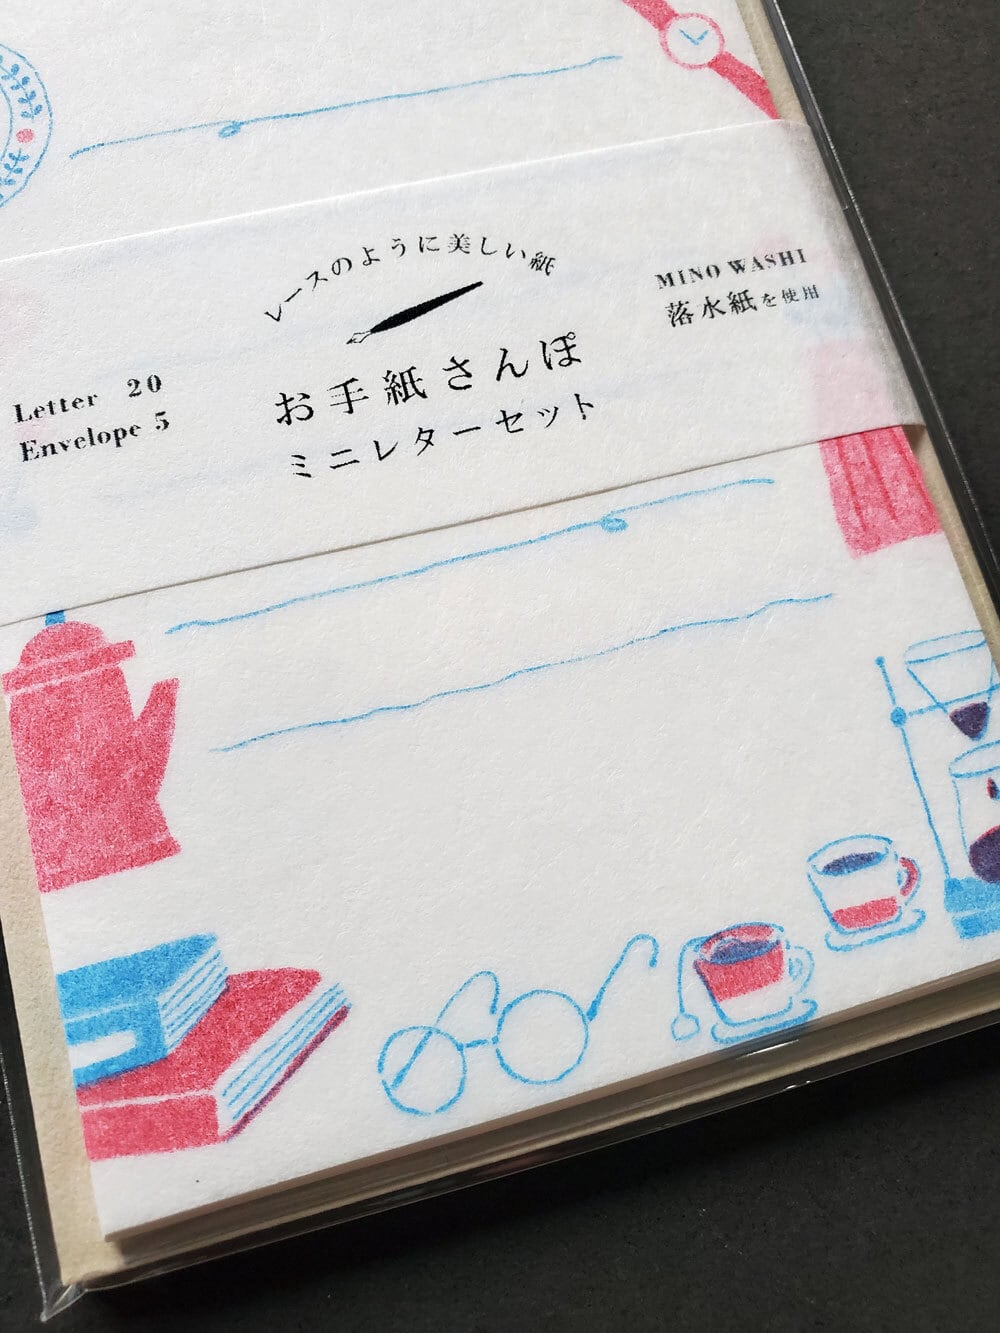 レースのように美しい紙
お手紙さんぽ
ミニレターセット
Letter 20
Envelope 5
MINO WASHI
落水紙を使用